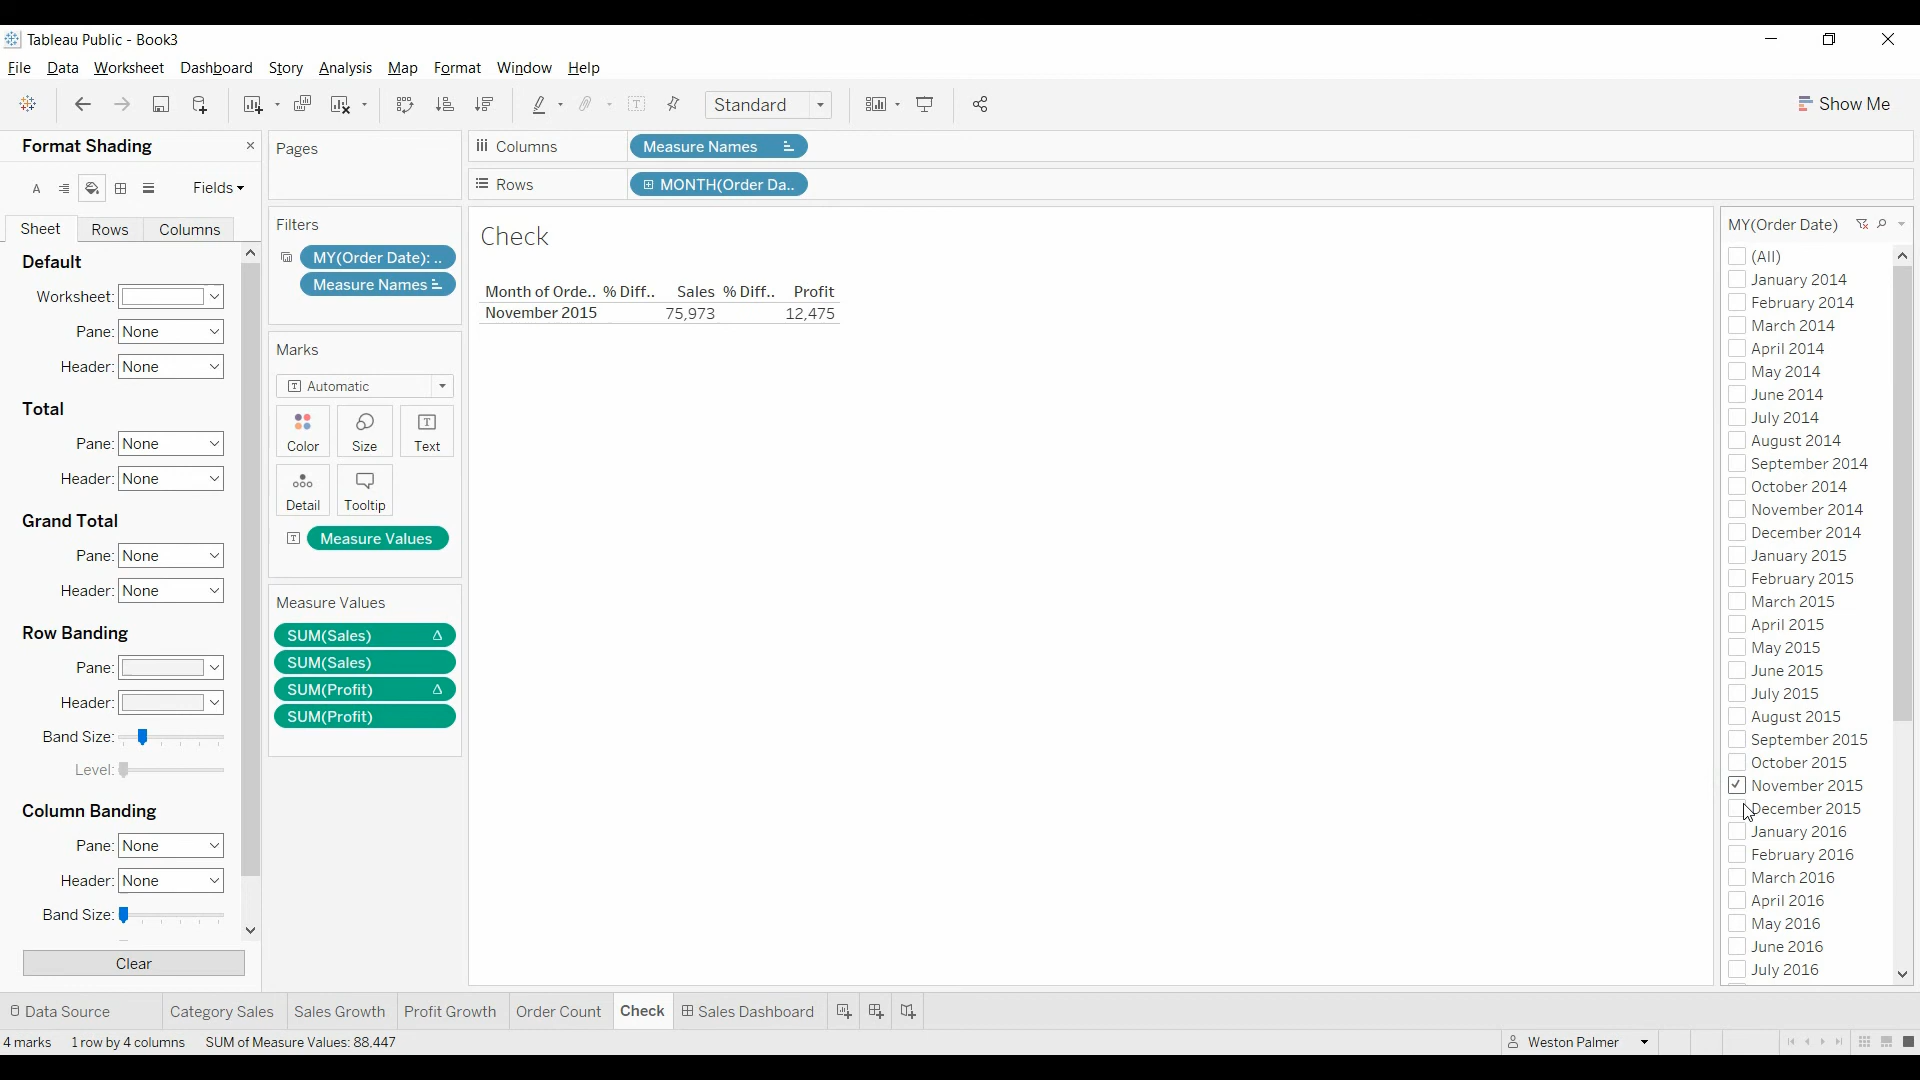 Tableau Public - Book3
File Data Worksheet Dashboard Story Analysis Map Format Window Help
Standard
Show Me
Format Shading
Fields
Sheet Rows Columns
Default
Worksheet:
Pane: None
Header: None
Total
Pane: None
Header: None
Grand Total
Pane: None
Header: None
Row Banding
Pane:
Header:
Band Size:
Level:
Column Banding
Pane: None
Header: None
Band Size:
Clear
Pages
Filters
MY(Order Date): ..
Measure Names
Marks
Automatic
Color Size Text
Detail Tooltip
Measure Values
Measure Values
SUM(Sales) Δ
SUM(Sales)
SUM(Profit) Δ
SUM(Profit)
Columns Measure Names
Rows MONTH(Order Da..
Check
Month of Orde.. % Diff.. Sales % Diff.. Profit
November 2015 75,973 12,475
MY(Order Date)
(All)
January 2014
February 2014
March 2014
April 2014
May 2014
June 2014
July 2014
August 2014
September 2014
October 2014
November 2014
December 2014
January 2015
February 2015
March 2015
April 2015
May 2015
June 2015
July 2015
August 2015
September 2015
October 2015
November 2015
December 2015
January 2016
February 2016
March 2016
April 2016
May 2016
June 2016
July 2016
Data Source Category Sales Sales Growth Profit Growth Order Count Check Sales Dashboard
4 marks 1 row by 4 columns SUM of Measure Values: 88,447
Weston Palmer